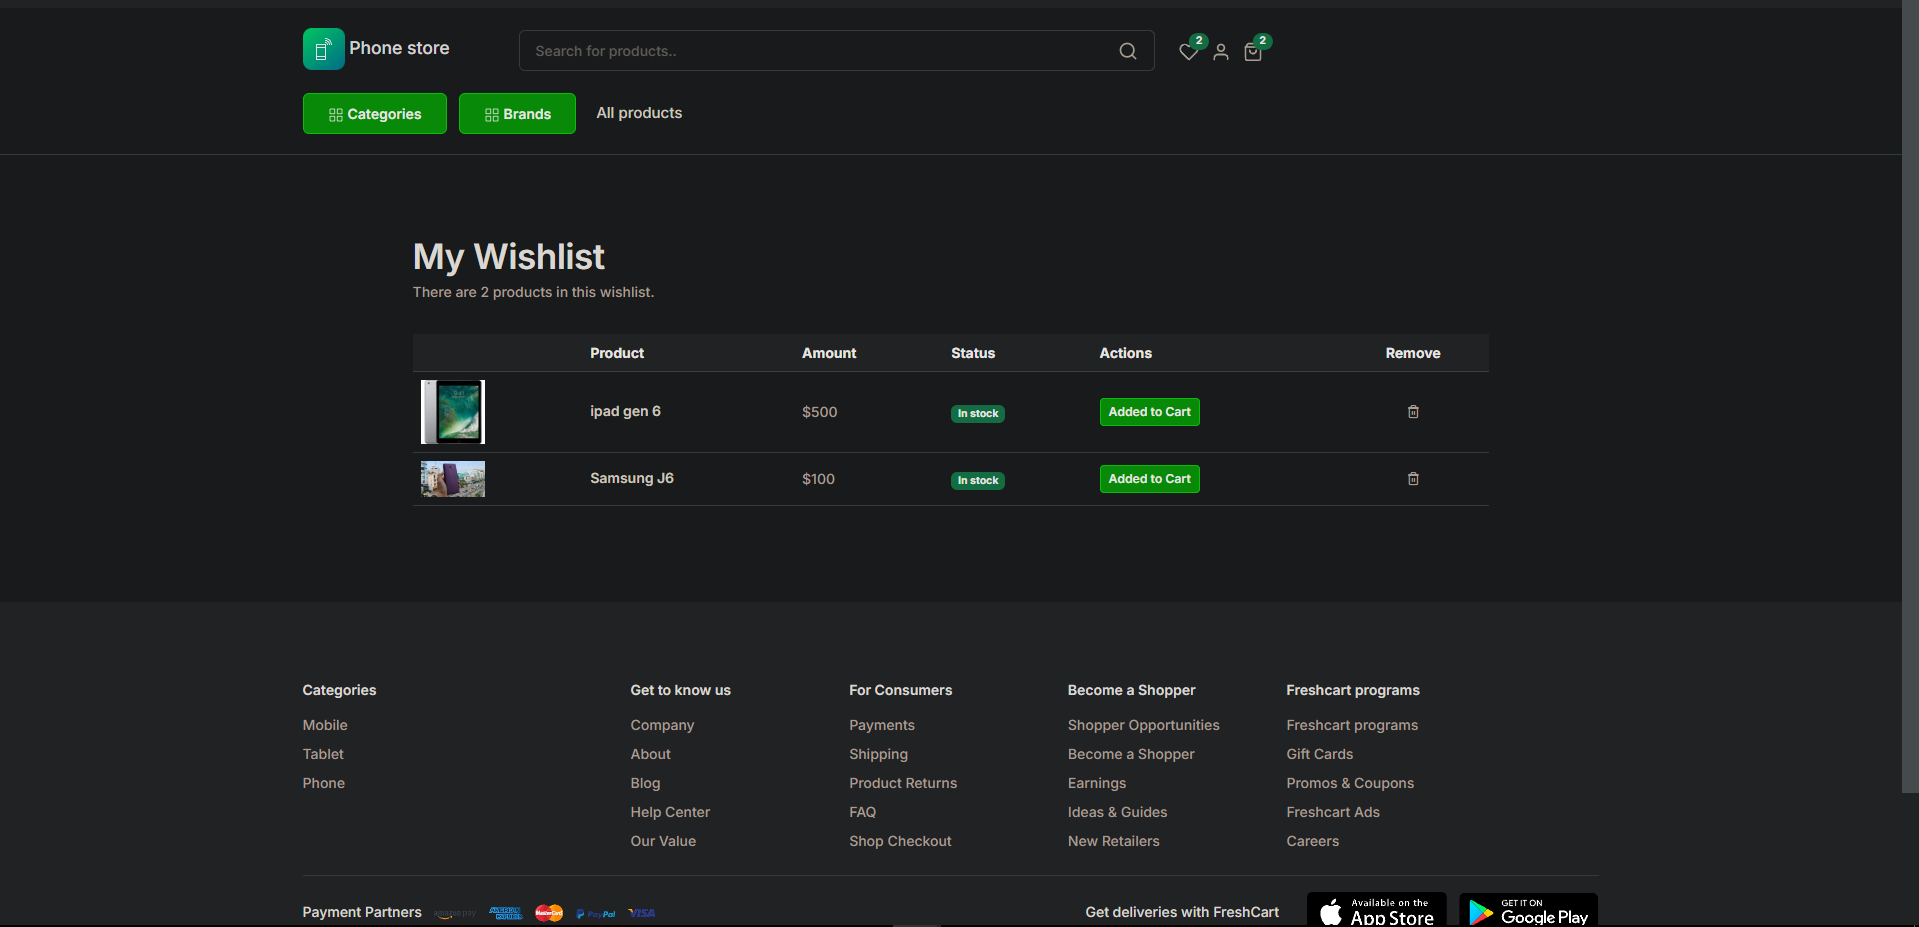 Phone store
Search for products..
2
2
Categories
Brands
All products
My Wishlist
There are 2 products in this wishlist.
Product Amount Status Actions Remove
ipad gen 6 $500 In stock Added to Cart
Samsung J6 $100 In stock Added to Cart
Categories
Mobile
Tablet
Phone
Get to know us
Company
About
Blog
Help Center
Our Value
For Consumers
Payments
Shipping
Product Returns
FAQ
Shop Checkout
Become a Shopper
Shopper Opportunities
Become a Shopper
Earnings
Ideas & Guides
New Retailers
Freshcart programs
Freshcart programs
Gift Cards
Promos & Coupons
Freshcart Ads
Careers
Payment Partners amazon pay AMERICAN EXPRESS MasterCard PayPal VISA
Get deliveries with FreshCart
Available on the
App Store
GET IT ON
Google Play